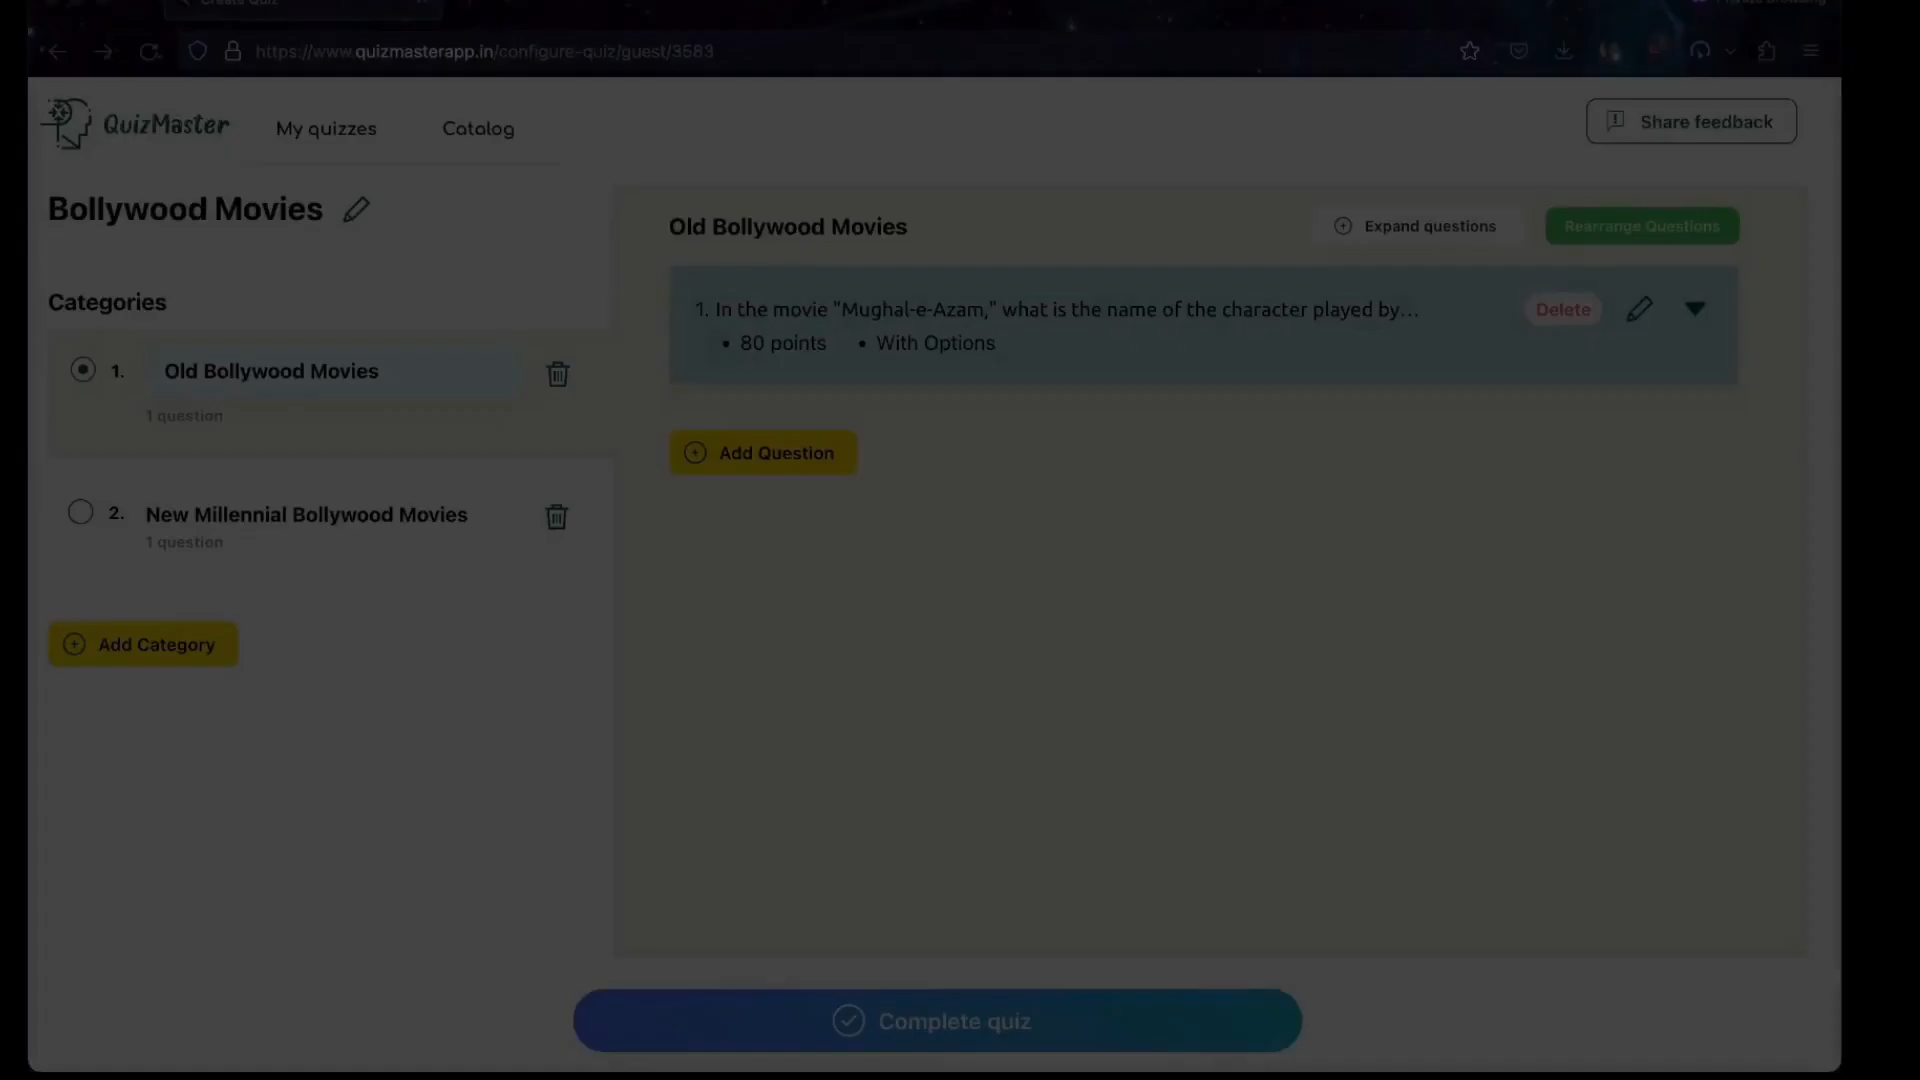 Create Quiz
https://www.quizmasterapp.in/configure-quiz/guest/3583
QuizMaster
My quizzes
Catalog
Share feedback
Bollywood Movies
Categories
1. Old Bollywood Movies
1 question
2. New Millennial Bollywood Movies
1 question
Add Category
Old Bollywood Movies
Expand questions
Rearrange Questions
1. In the movie "Mughal-e-Azam," what is the name of the character played by...
Delete
• 80 points • With Options
Add Question
Complete quiz